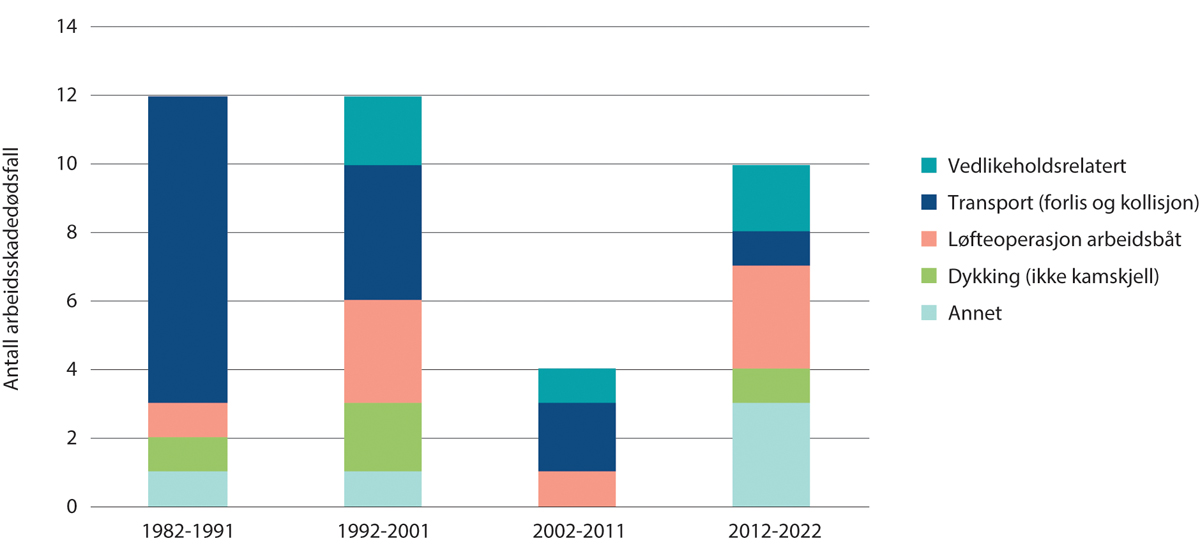 Antall arbeidsskadedødsfall
14
12
10
8
6
4
2
0
1982-1991
1992-2001
2002-2011
2012-2022
Vedlikeholdsrelatert
Transport (forlis og kollisjon)
Løfteoperasjon arbeidsbåt
Dykking (ikke kamskjell)
Annet